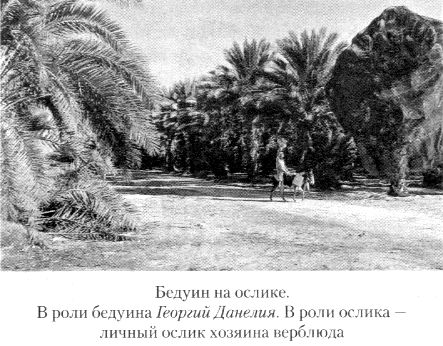 Бедуин на ослике.
В роли бедуина Георгий Данелия. В роли ослика —
личный ослик хозяина верблюда